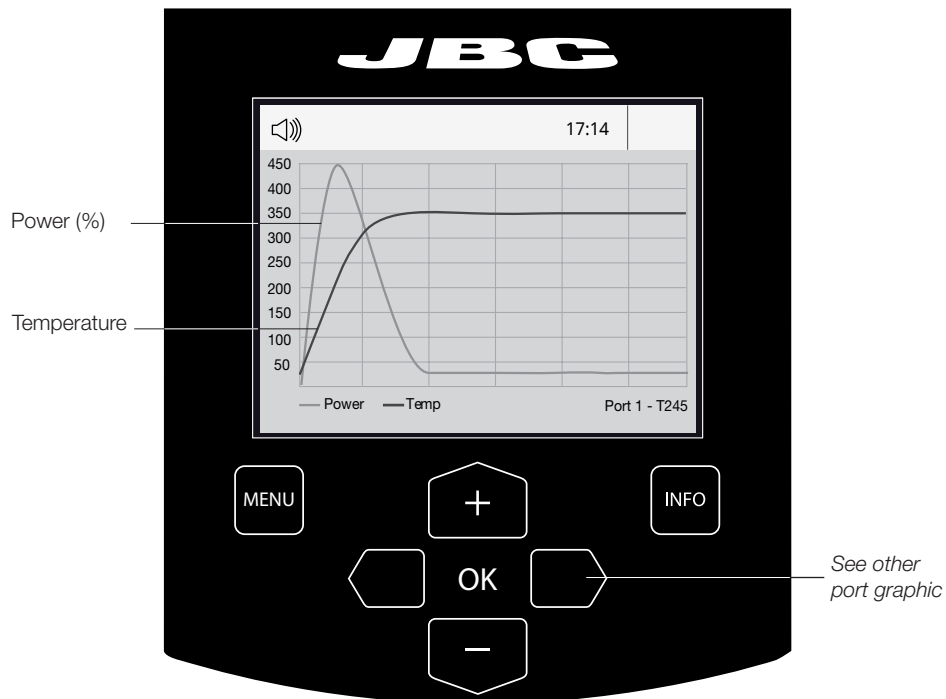 JBC
17:14
450
400
350
300
250
200
150
100
50
Power (%)
Temperature
Power Temp Port 1 - T245
MENU
+
INFO
OK
See other
port graphic
−